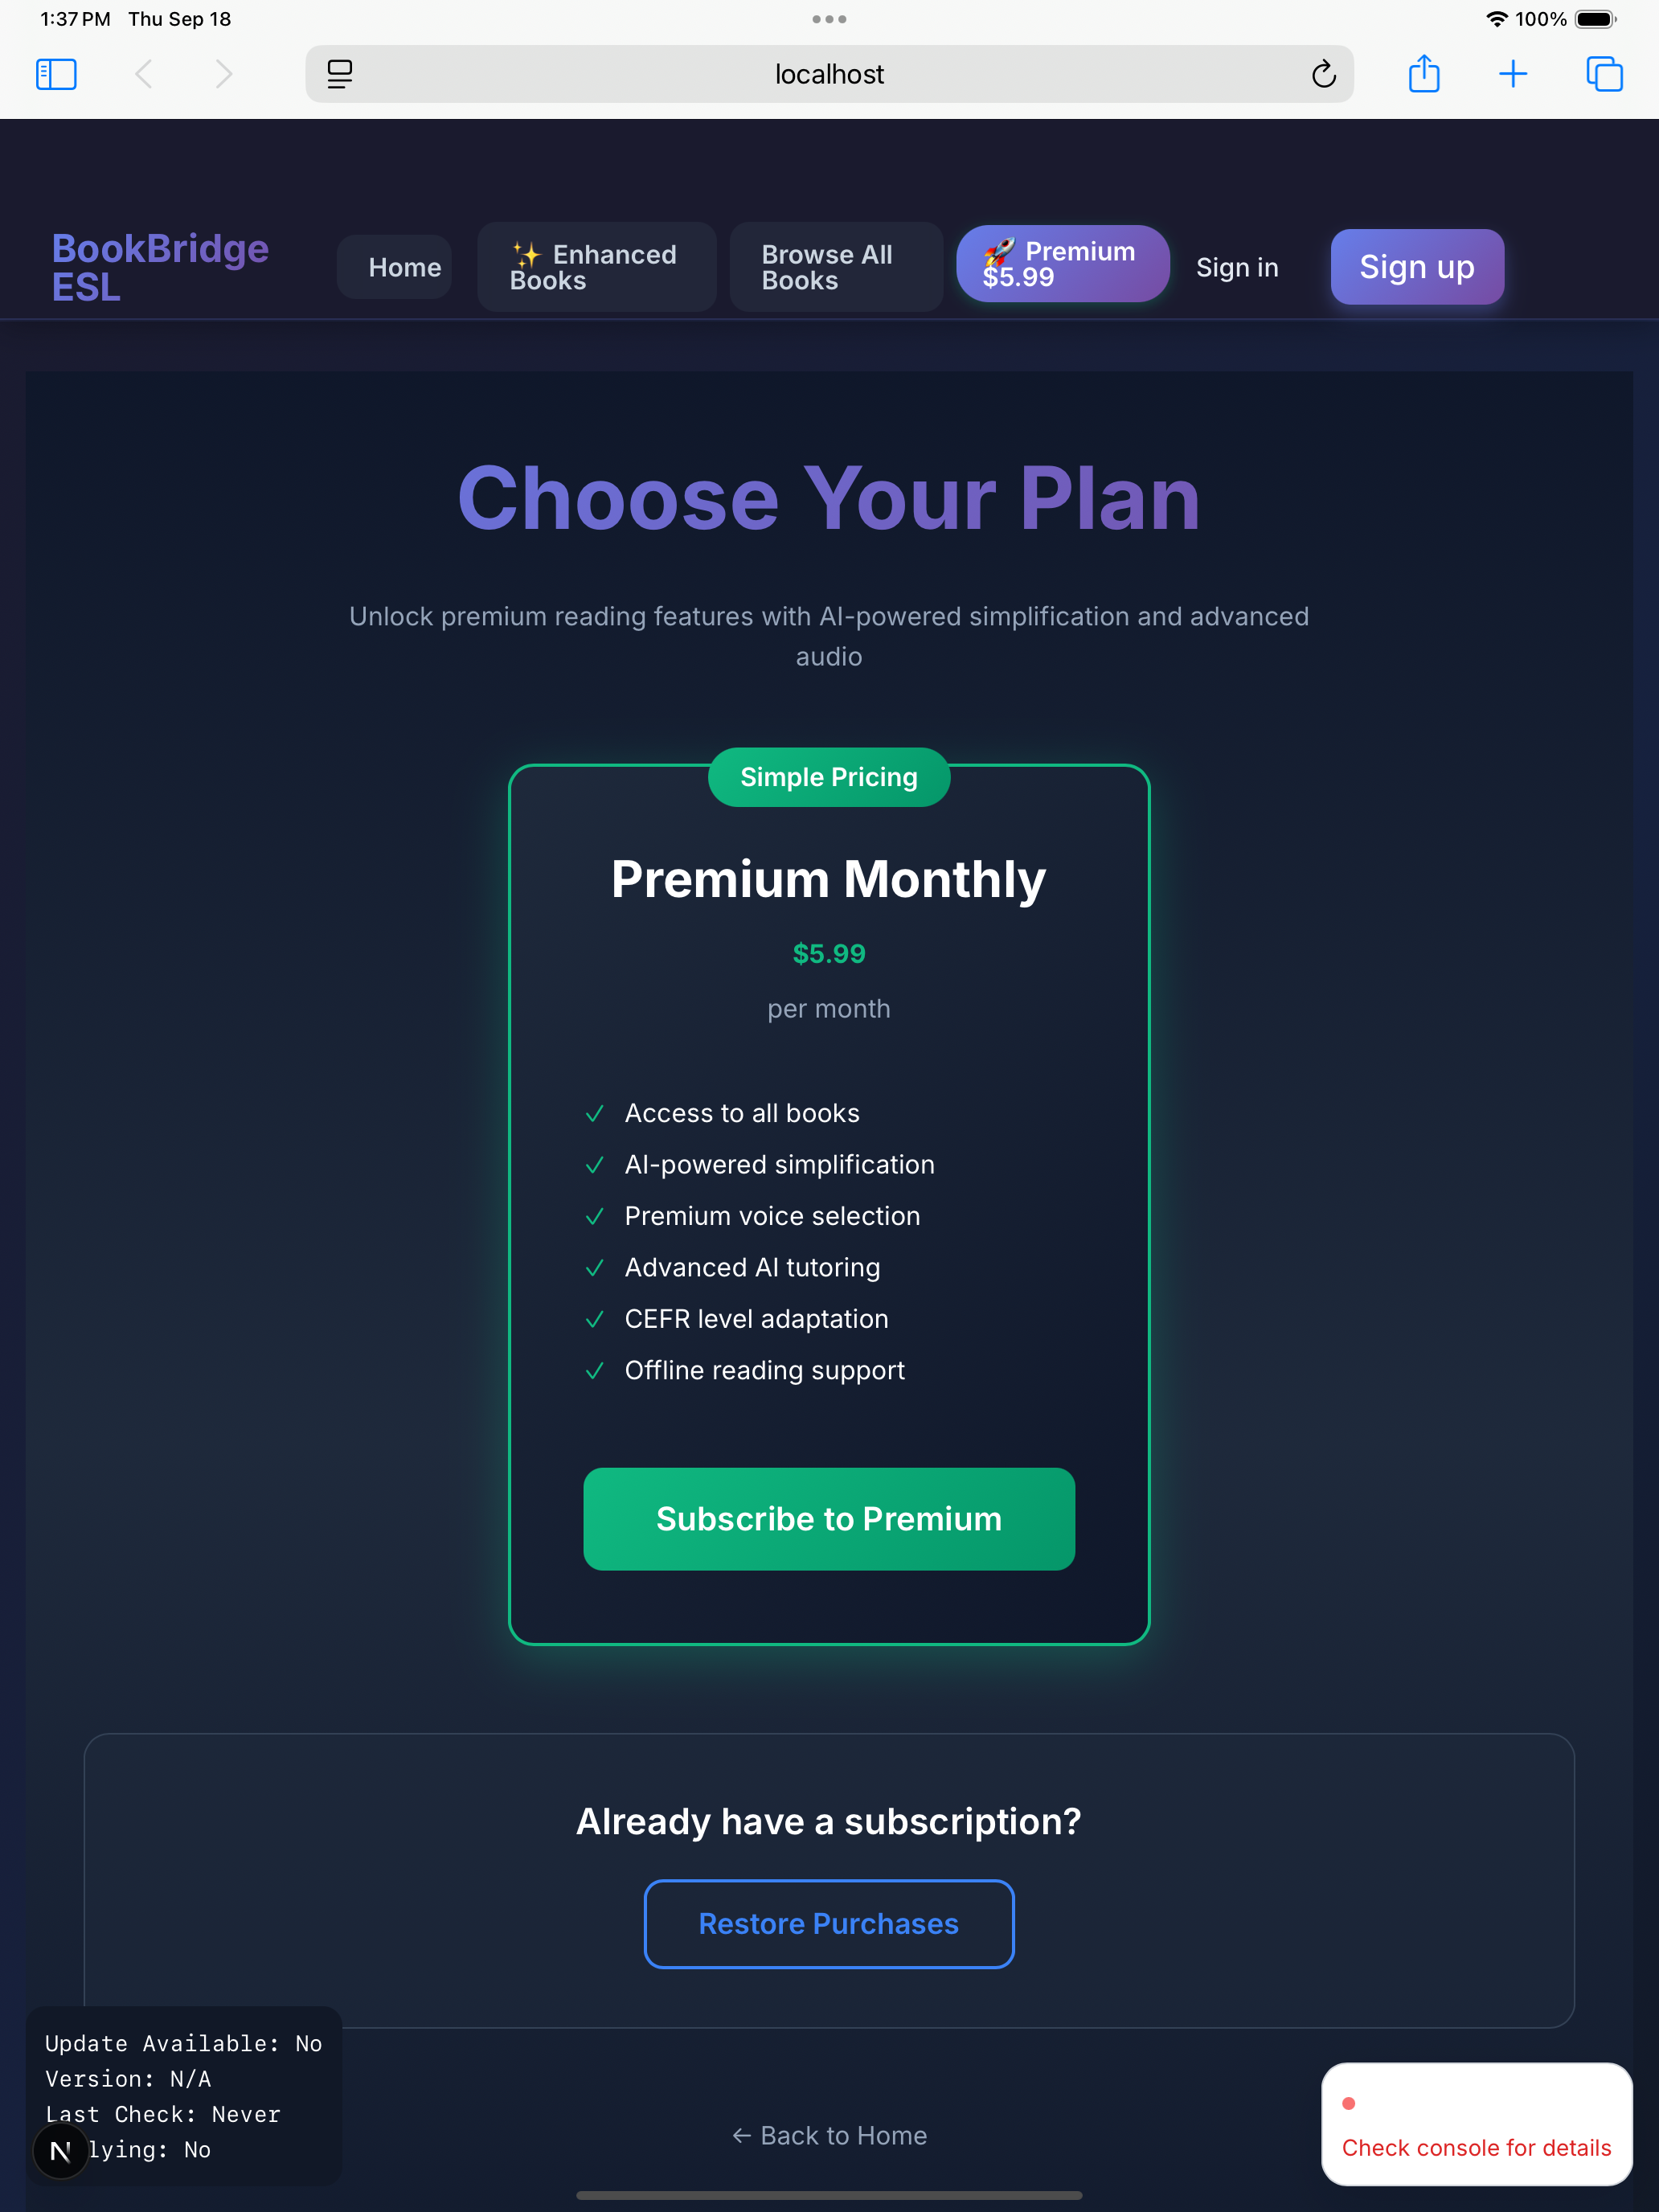 1:37 PM Thu Sep 18
100%
localhost
BookBridge
ESL
Home
✨ Enhanced
Books
Browse All
Books
🚀 Premium
$5.99
Sign in
Sign up
Choose Your Plan
Unlock premium reading features with AI-powered simplification and advanced
audio
Simple Pricing
Premium Monthly
$5.99
per month
✓ Access to all books
✓ AI-powered simplification
✓ Premium voice selection
✓ Advanced AI tutoring
✓ CEFR level adaptation
✓ Offline reading support
Subscribe to Premium
Already have a subscription?
Restore Purchases
Update Available: No
Version: N/A
Last Check: Never
lying: No
N
← Back to Home
Check console for details